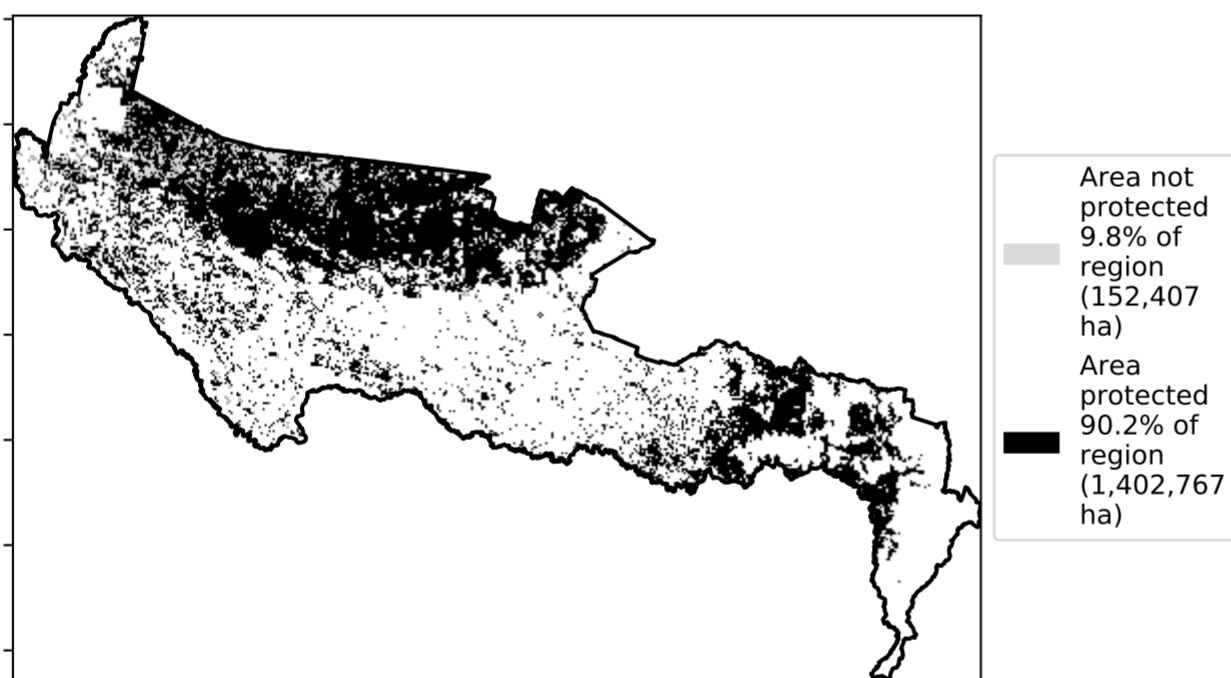 Area not
protected
9.8% of
region
(152,407
ha)
Area
protected
90.2% of
region
(1,402,767
ha)